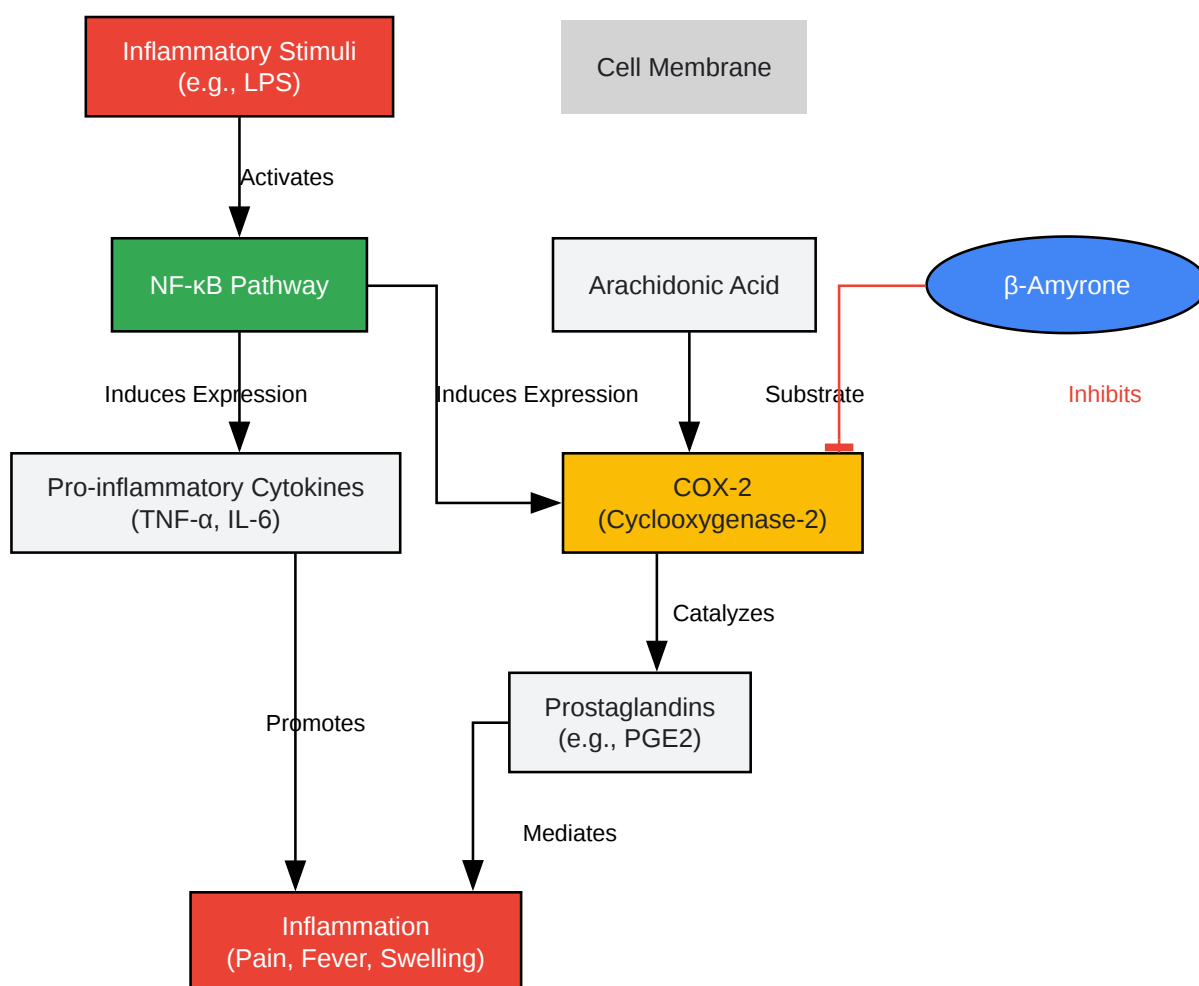 Inflammatory Stimuli
(e.g., LPS)
Cell Membrane
Activates
NF-κB Pathway
Arachidonic Acid
β-Amyrone
Induces Expression
Induces Expression
Substrate
Inhibits
Pro-inflammatory Cytokines
(TNF-α, IL-6)
COX-2
(Cyclooxygenase-2)
Catalyzes
Prostaglandins
(e.g., PGE2)
Promotes
Mediates
Inflammation
(Pain, Fever, Swelling)